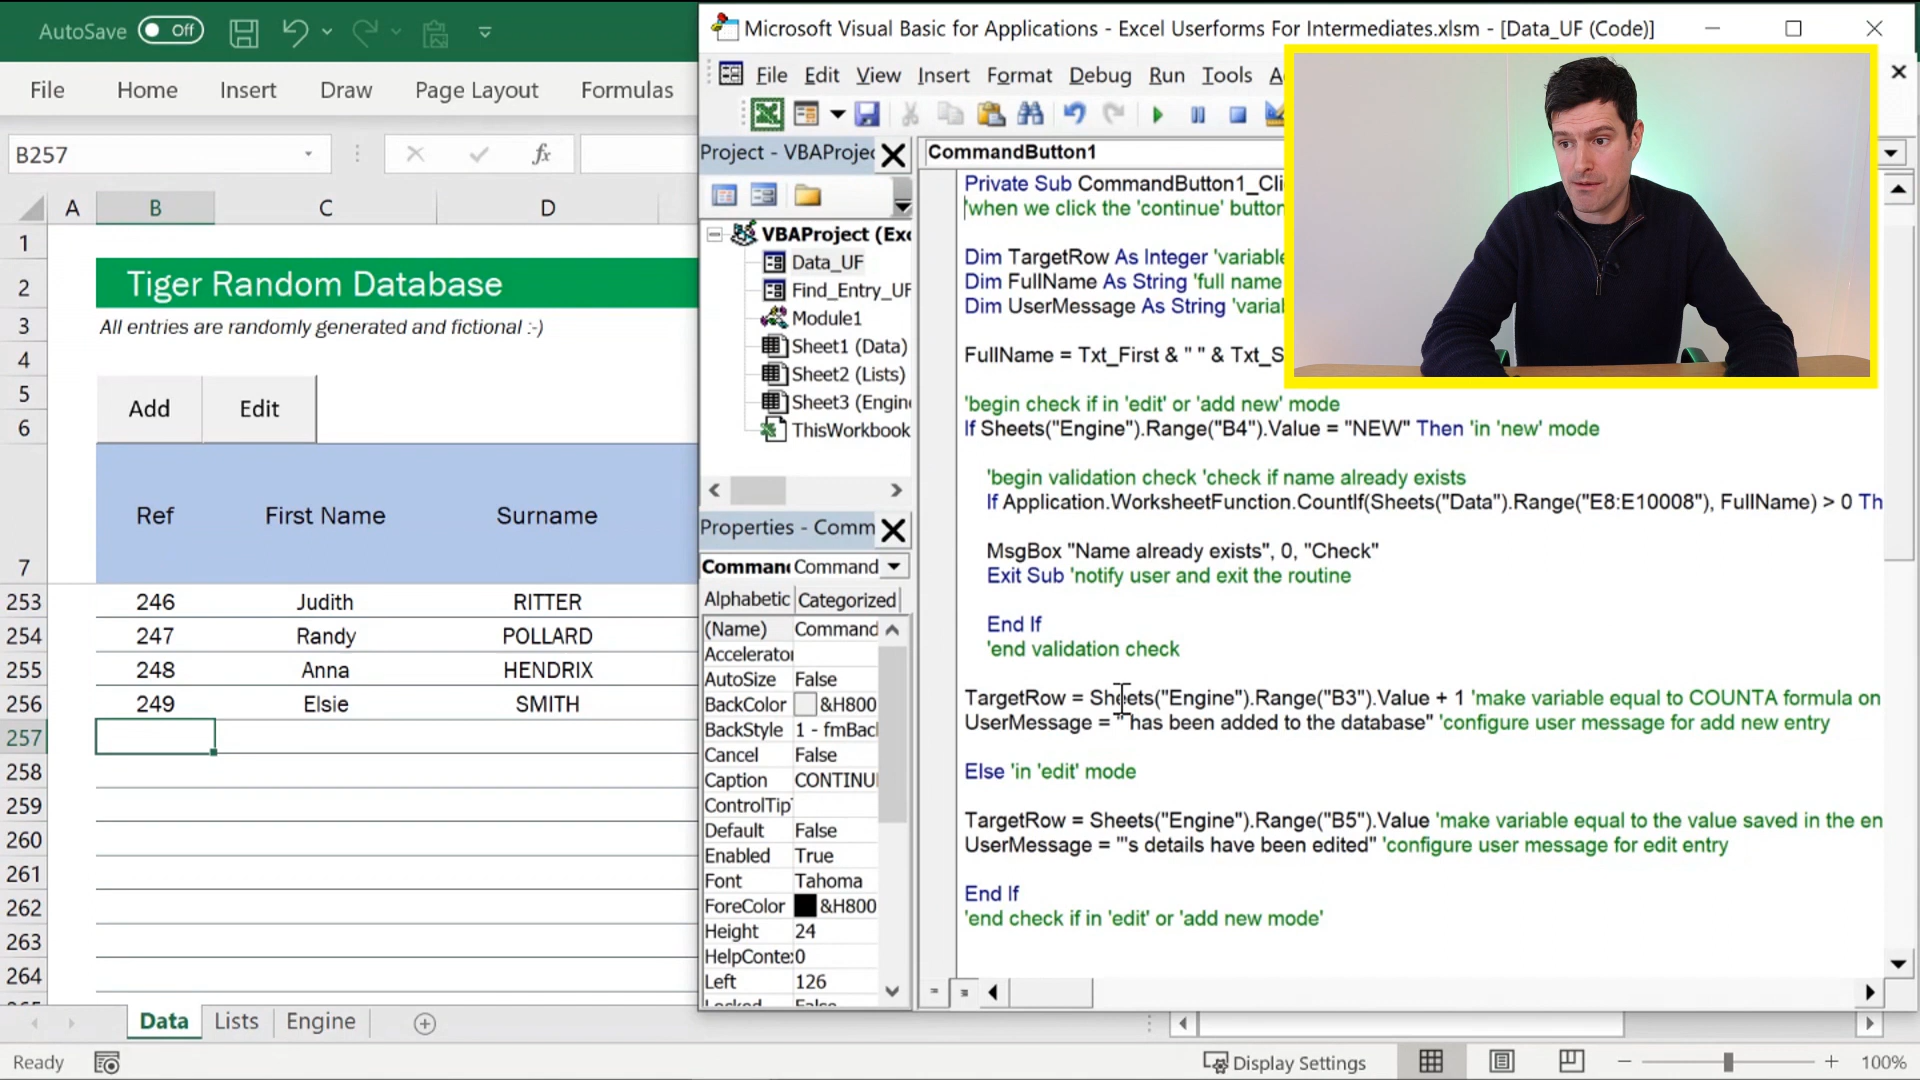 AutoSave Off
File Home Insert Draw Page Layout Formulas
B257
fx
A B C D
1
2 Tiger Random Database
3 All entries are randomly generated and fictional :-)
4
5
6
Add Edit
7 Ref First Name Surname
253 246 Judith RITTER
254 247 Randy POLLARD
255 248 Anna HENDRIX
256 249 Elsie SMITH
257
258
259
260
261
262
263
264
Data Lists Engine
Ready
Display Settings
100%
Microsoft Visual Basic for Applications - Excel Userforms For Intermediates.xlsm - [Data_UF (Code)]
File Edit View Insert Format Debug Run Tools
Project - VBAProjec
VBAProject (Exc
Data_UF
Find_Entry_UF
Module1
Sheet1 (Data)
Sheet2 (Lists)
Sheet3 (Engine
ThisWorkbook
Properties - Comm
Command Command
Alphabetic Categorized
(Name) Command
Accelerator
AutoSize False
BackColor &H800
BackStyle 1 - fmBac
Cancel False
Caption CONTINU
ControlTip
Default False
Enabled True
Font Tahoma
ForeColor &H800
Height 24
HelpConte 0
Left 126
CommandButton1
Private Sub CommandButton1_Cli
'when we click the 'continue' button
Dim TargetRow As Integer 'variable
Dim FullName As String 'full name
Dim UserMessage As String 'varial
FullName = Txt_First & " " & Txt_S
'begin check if in 'edit' or 'add new' mode
If Sheets("Engine").Range("B4").Value = "NEW" Then 'in 'new' mode
'begin validation check 'check if name already exists
If Application.WorksheetFunction.CountIf(Sheets("Data").Range("E8:E10008"), FullName) > 0 Th
MsgBox "Name already exists", 0, "Check"
Exit Sub 'notify user and exit the routine
End If
'end validation check
TargetRow = Sheets("Engine").Range("B3").Value + 1 'make variable equal to COUNTA formula on
UserMessage = " has been added to the database" 'configure user message for add new entry
Else 'in 'edit' mode
TargetRow = Sheets("Engine").Range("B5").Value 'make variable equal to the value saved in the en
UserMessage = "'s details have been edited" 'configure user message for edit entry
End If
'end check if in 'edit' or 'add new mode'